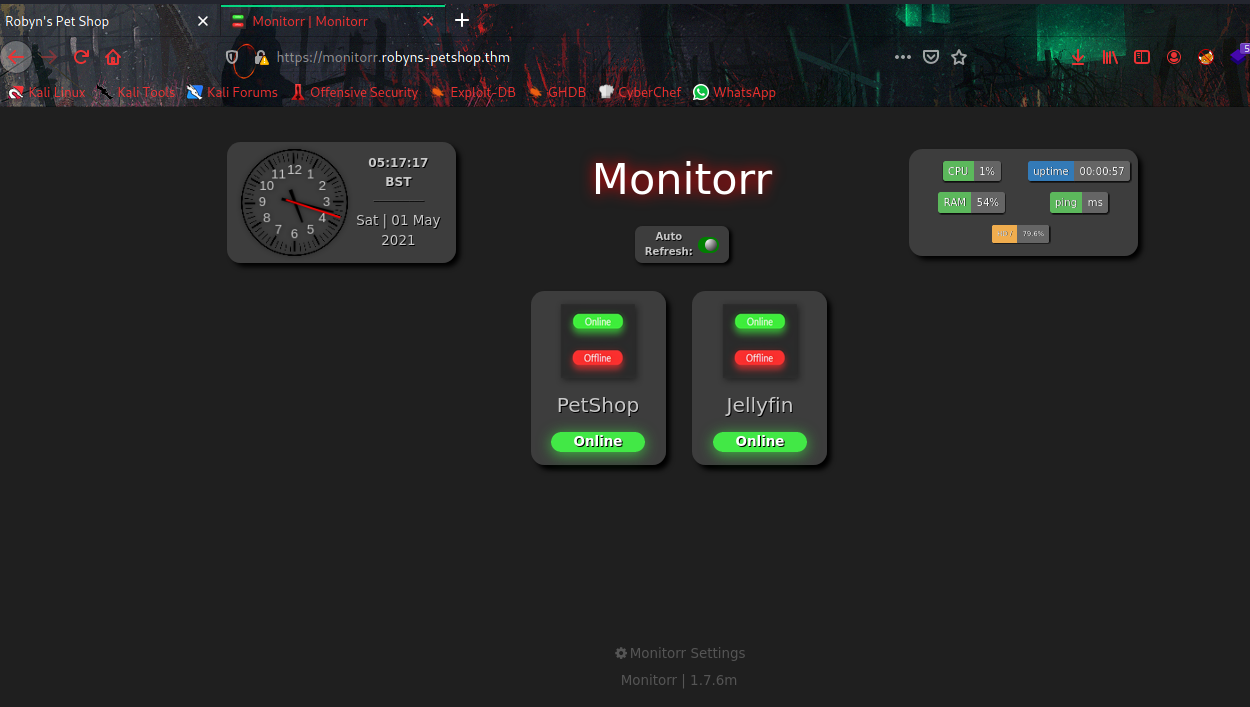 Robyn's Pet Shop
Monitorr | Monitorr
https://monitorr.robyns-petshop.thm
5
Kali Linux Kali Tools Kali Forums Offensive Security Exploit-DB GHDB CyberChef WhatsApp
12
1
2
3
4
5
6
7
8
9
10
11
05:17:17
BST
Sat | 01 May
2021
Monitorr
Auto
Refresh:
CPU 1% uptime 00:00:57
RAM 54% ping ms
79.6%
Online
Offline
PetShop
Online
Online
Offline
Jellyfin
Online
Monitorr Settings
Monitorr | 1.7.6m